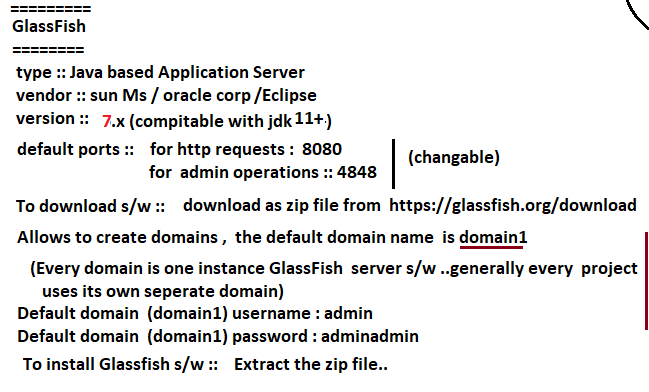 =========
GlassFish
========
type :: Java based Application Server
vendor :: sun Ms / oracle corp /Eclipse
version :: 7.x (compitable with jdk 11+.)
default ports :: for http requests : 8080
for admin operations :: 4848
(changable)
To download s/w :: download as zip file from https://glassfish.org/download
Allows to create domains , the default domain name is domain1
(Every domain is one instance GlassFish server s/w ..generally every project
uses its own seperate domain)
Default domain (domain1) username : admin
Default domain (domain1) password : adminadmin
To install Glassfish s/w :: Extract the zip file..